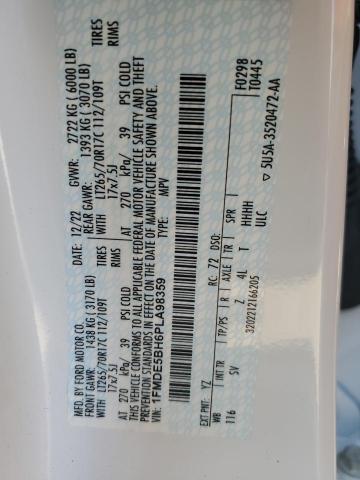 MFD. BY FORD MOTOR CO.
DATE: 12/22 GVWR: 2722 KG ( 6000 LB)
FRONT GAWR: 1438 KG (3170 LB) REAR GAWR: 1393 KG ( 3070 LB)
WITH LT265/70R17C 112/109T TIRES WITH LT265/70R17C 112/109T TIRES
17x7.5J RIMS 17x7.5J RIMS
AT 270 kPa/ 39 PSI COLD AT 270 kPa/ 39 PSI COLD
THIS VEHICLE CONFORMS TO ALL APPLICABLE FEDERAL MOTOR VEHICLE SAFETY AND THEFT
PREVENTION STANDARDS IN EFFECT ON THE DATE OF MANUFACTURE SHOWN ABOVE.
VIN: 1FMDE5BH6PLA98359 TYPE: MPV
F0298
T0445
EXT PNT: YZ RC: 72 DSO:
WB INT TR TP/PS R AXLE TR SPR
116 SV Z 4L T HHHH
ULC
3202212166205
5U5A-3520472-AA